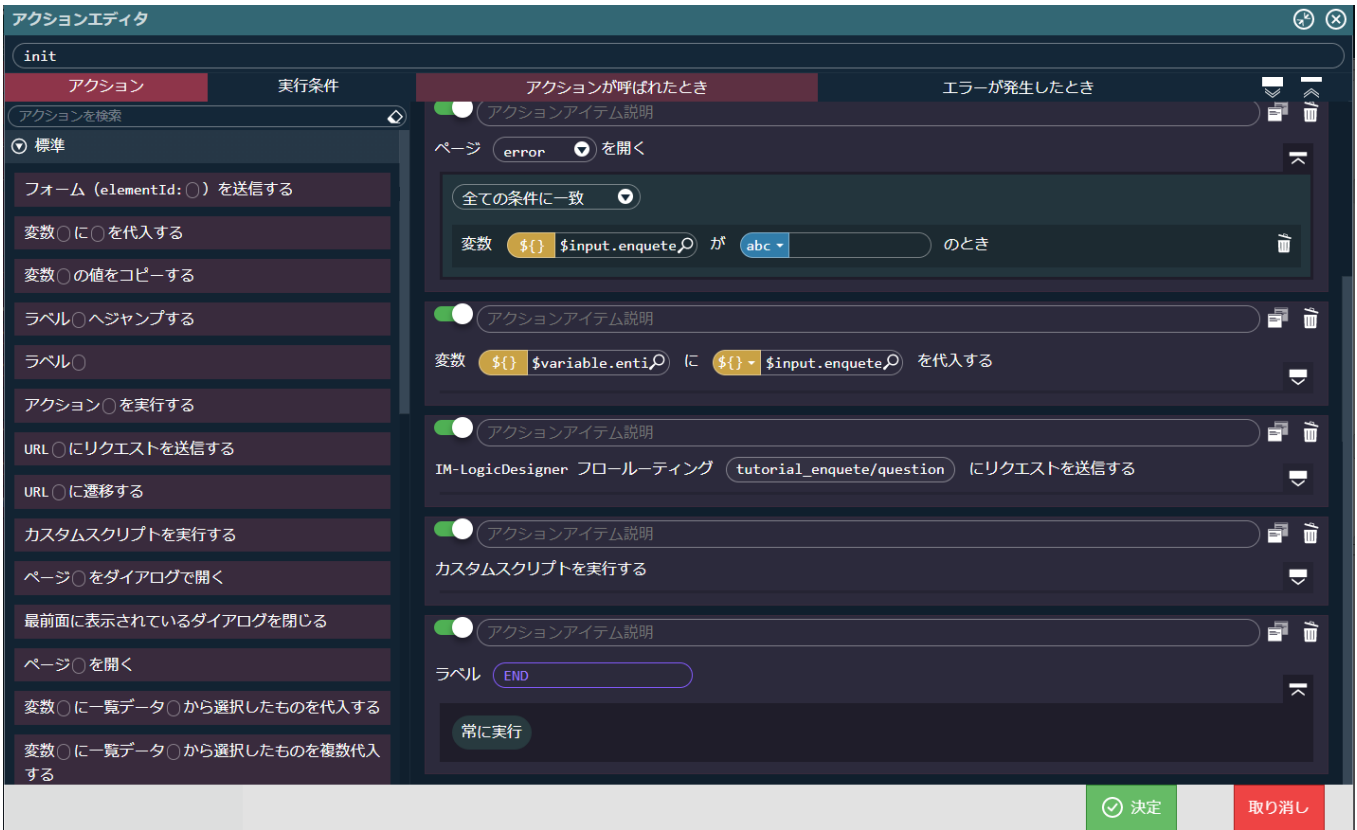 アクションエディタ
init
アクション
実行条件
アクションが呼ばれたとき
エラーが発生したとき
アクションを検索
標準
フォーム (elementId:○) を送信する
変数○に○を代入する
変数○の値をコピーする
ラベル○へジャンプする
ラベル○
アクション○を実行する
URL○にリクエストを送信する
URL○に遷移する
カスタムスクリプトを実行する
ページ○をダイアログで開く
最前面に表示されているダイアログを閉じる
ページ○を開く
変数○に一覧データ○から選択したものを代入する
変数○に一覧データ○から選択したものを複数代入
する
アクションアイテム説明
ページ error を開く
全ての条件に一致
変数 ${} $input.enquete が abc のとき
アクションアイテム説明
変数 ${} $variable.enti に ${} $input.enquete を代入する
アクションアイテム説明
IM-LogicDesigner フロールーティング tutorial_enquete/question にリクエストを送信する
アクションアイテム説明
カスタムスクリプトを実行する
アクションアイテム説明
ラベル END
常に実行
決定
取り消し